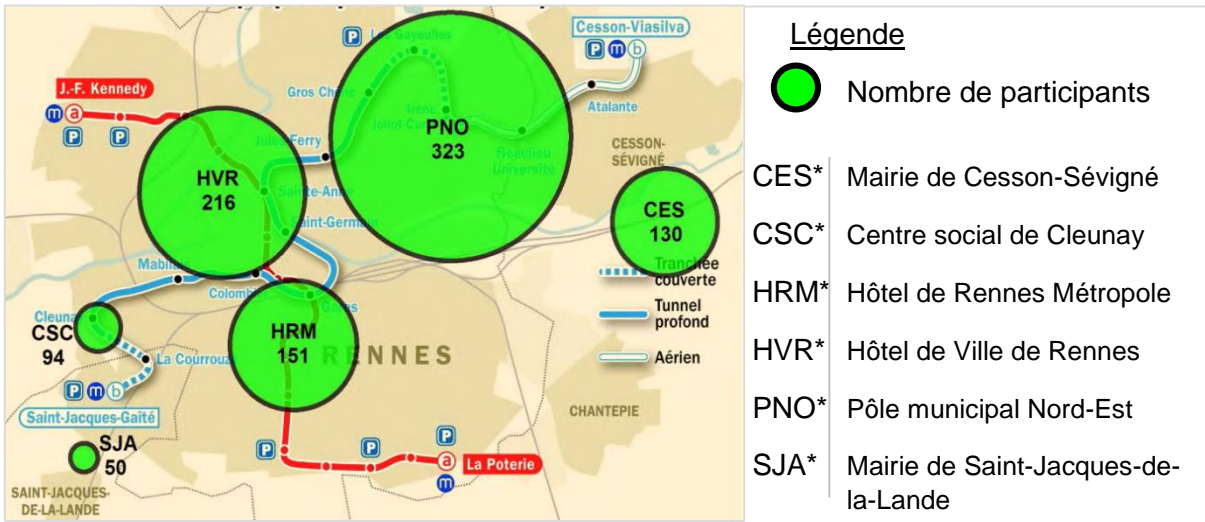 Cesson-Viasilva
P m b
P
Les Gayeulles
J.-F. Kennedy
m a
P P
Gros Chêne
Atalante
PNO
323
Jules Ferry
Beaulieu
Université
CESSON-
SÉVIGNÉ
HVR
216
Sainte-Anne
Saint-Germain
CES
130
Mabilais
Colombier
Gares
Tranchée
couverte
Tunnel
profond
Aérien
Cleunay
CSC
94
La Courrouze
HRM
151
RENNES
P m b
Saint-Jacques-Gaîté
CHANTEPIE
SJA
50
P
P
P
a
m
La Poterie
SAINT-JACQUES-
DE-LA-LANDE
Légende
Nombre de participants
CES* Mairie de Cesson-Sévigné
CSC* Centre social de Cleunay
HRM* Hôtel de Rennes Métropole
HVR* Hôtel de Ville de Rennes
PNO* Pôle municipal Nord-Est
SJA* Mairie de Saint-Jacques-de-
la-Lande